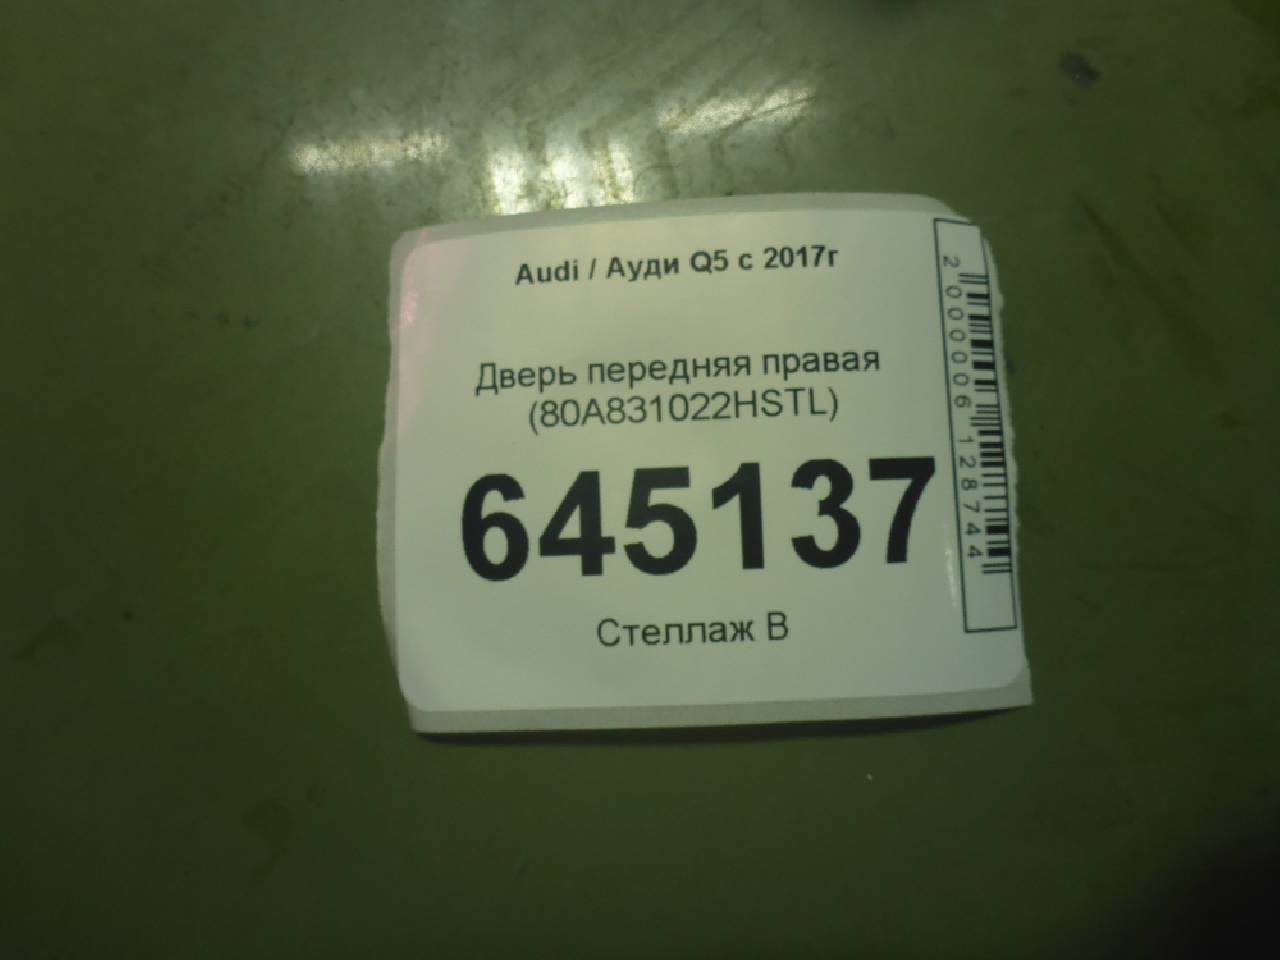 Audi / Ауди Q5 с 2017г
Дверь передняя правая
(80A831022HSTL)
645137
Стеллаж В
2000006128744